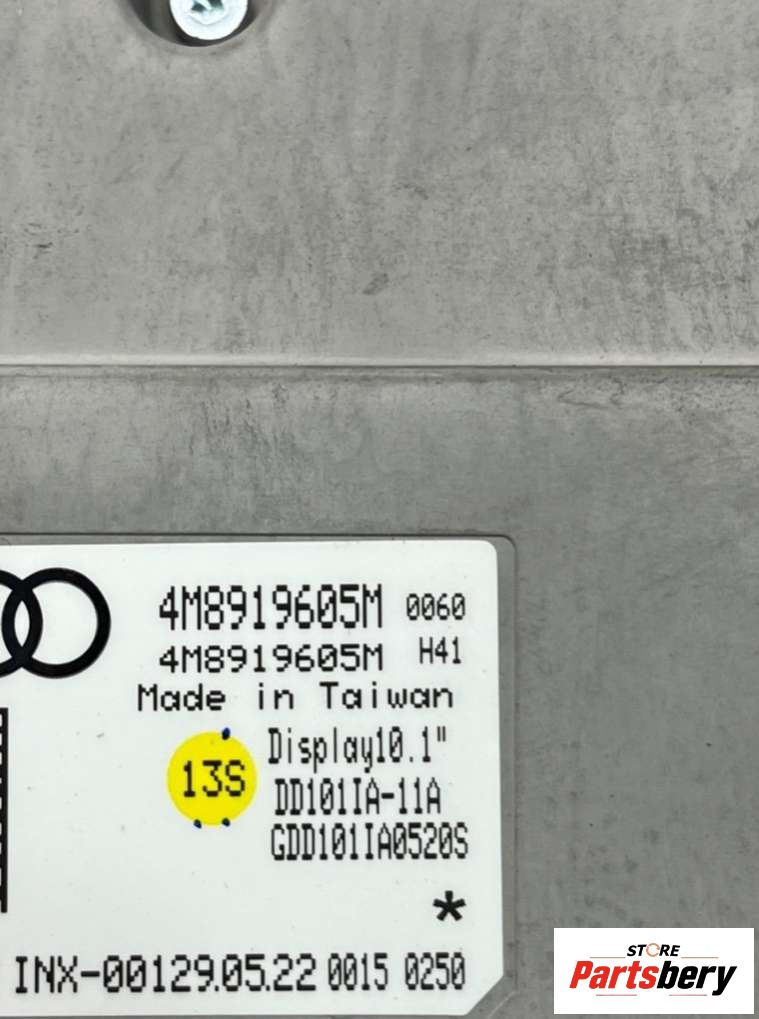 4M8919605M 0060
4M8919605M H41
Made in Taiwan
Display10.1"
13S
DD101IA-11A
GDD101IA0520S
*
INX-00129.05.22 0015 0250
STORE
Partsbery